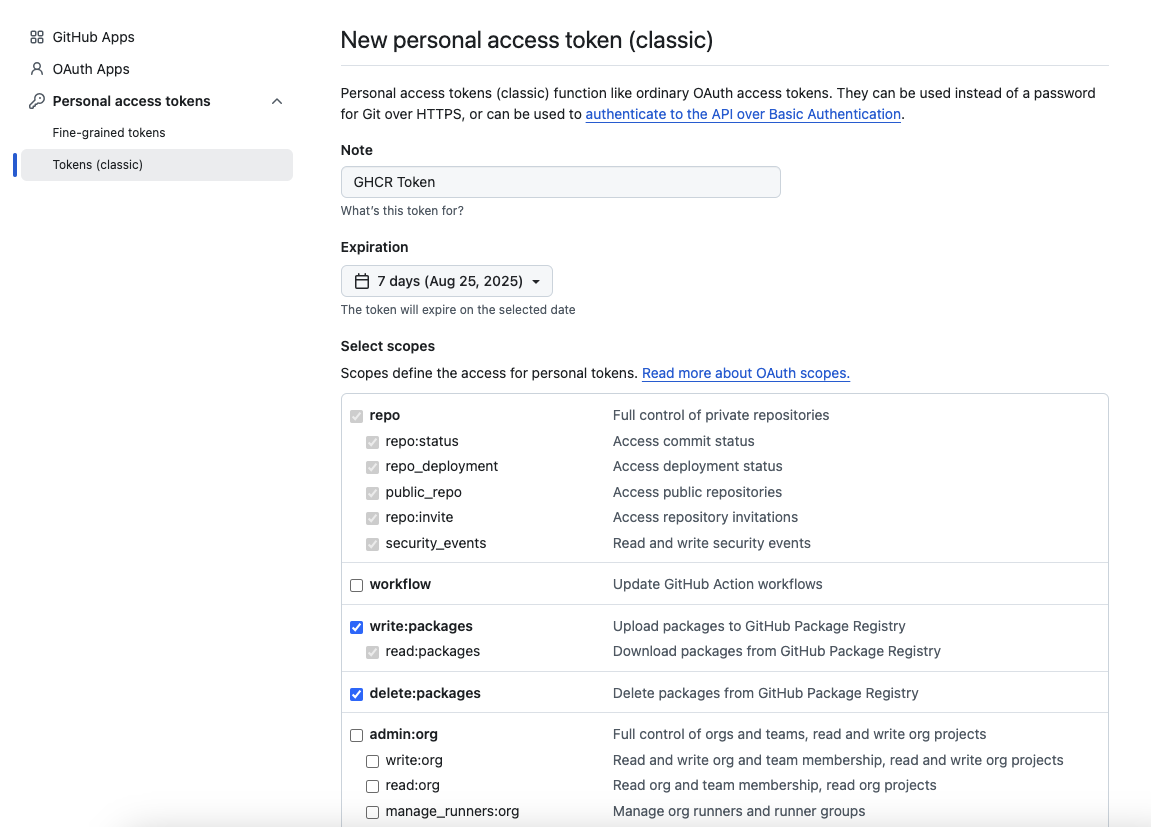 GitHub Apps
OAuth Apps
Personal access tokens
Fine-grained tokens
Tokens (classic)
New personal access token (classic)
Personal access tokens (classic) function like ordinary OAuth access tokens. They can be used instead of a password
for Git over HTTPS, or can be used to authenticate to the API over Basic Authentication.
Note
GHCR Token
What's this token for?
Expiration
7 days (Aug 25, 2025)
The token will expire on the selected date
Select scopes
Scopes define the access for personal tokens. Read more about OAuth scopes.
repo Full control of private repositories
repo:status Access commit status
repo_deployment Access deployment status
public_repo Access public repositories
repo:invite Access repository invitations
security_events Read and write security events
workflow Update GitHub Action workflows
write:packages Upload packages to GitHub Package Registry
read:packages Download packages from GitHub Package Registry
delete:packages Delete packages from GitHub Package Registry
admin:org Full control of orgs and teams, read and write org projects
write:org Read and write org and team membership, read and write org projects
read:org Read org and team membership, read org projects
manage_runners:org Manage org runners and runner groups